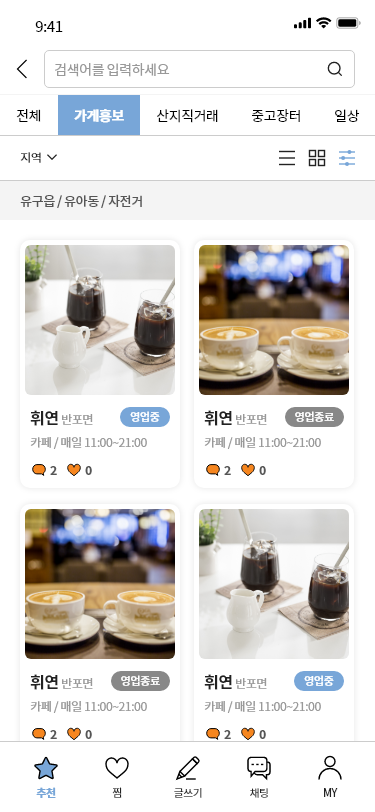 9:41
검색어를 입력하세요
전체 가게홍보 산지직거래 중고장터 일상
지역
유구읍 / 유아동 / 자전거
휘연 반포면 영업중
카페 / 매일 11:00~21:00
2 0
휘연 반포면 영업종료
카페 / 매일 11:00~21:00
2 0
휘연 반포면 영업종료
카페 / 매일 11:00~21:00
2 0
휘연 반포면 영업중
카페 / 매일 11:00~21:00
2 0
추천 찜 글쓰기 채팅 MY